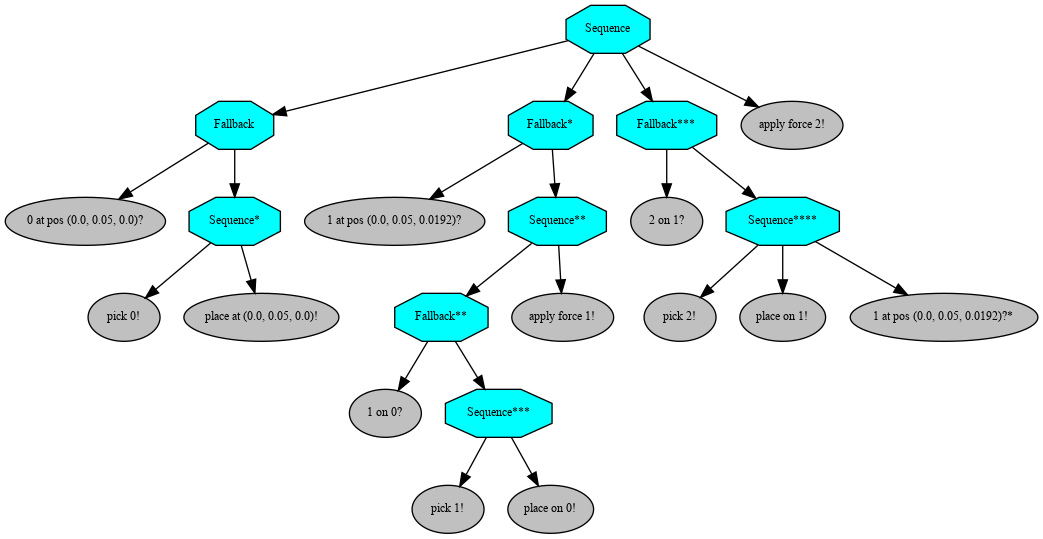 Sequence
Fallback
Fallback*
Fallback***
apply force 2!
0 at pos (0.0, 0.05, 0.0)?
Sequence*
1 at pos (0.0, 0.05, 0.0192)?
Sequence**
2 on 1?
Sequence****
pick 0!
place at (0.0, 0.05, 0.0)!
Fallback**
apply force 1!
pick 2!
place on 1!
1 at pos (0.0, 0.05, 0.0192)?*
1 on 0?
Sequence***
pick 1!
place on 0!